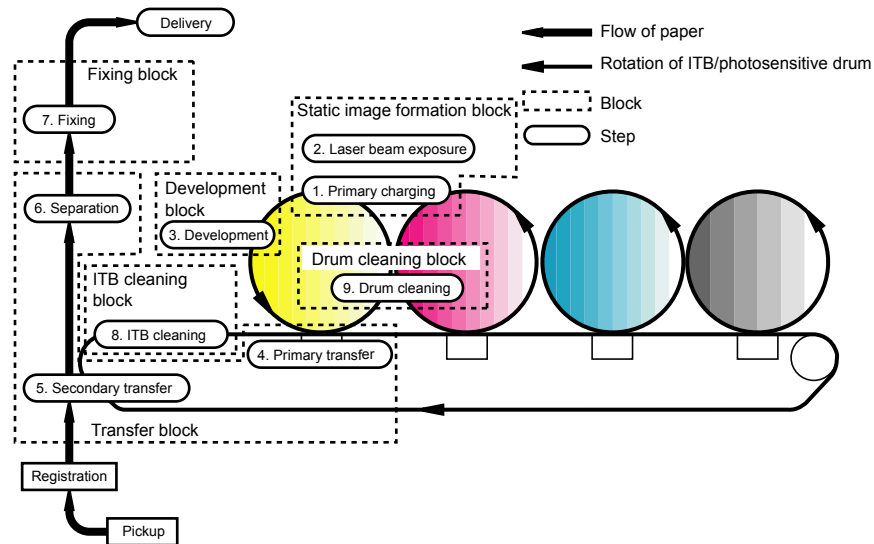 Delivery
Flow of paper
Rotation of ITB/photosensitive drum
Block
Step
Fixing block
7. Fixing
Static image formation block
2. Laser beam exposure
1. Primary charging
6. Separation
Development
block
3. Development
Drum cleaning block
9. Drum cleaning
ITB cleaning
block
8. ITB cleaning
4. Primary transfer
5. Secondary transfer
Transfer block
Registration
Pickup